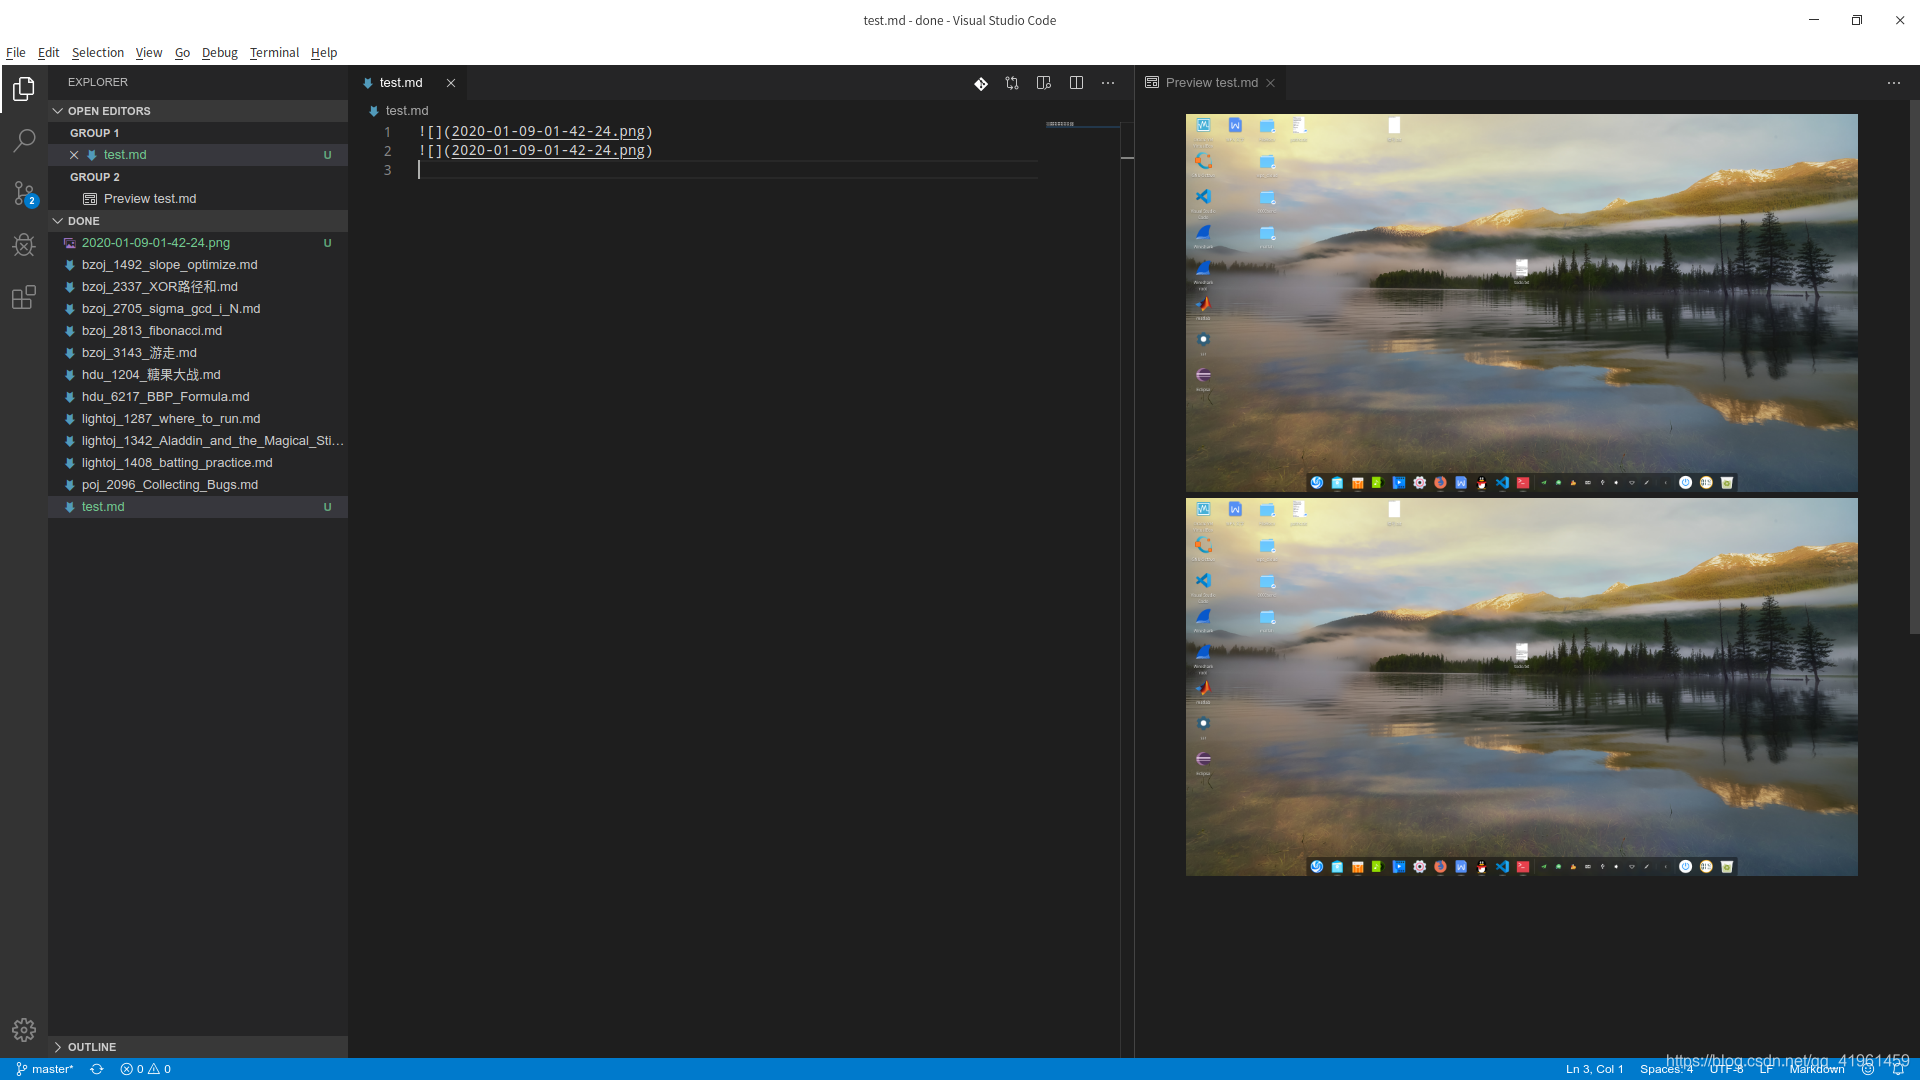 test.md - done - Visual Studio Code
File Edit Selection View Go Debug Terminal Help
EXPLORER
OPEN EDITORS
GROUP 1
test.md U
GROUP 2
Preview test.md
DONE
2020-01-09-01-42-24.png U
bzoj_1492_slope_optimize.md
bzoj_2337_XOR路径和.md
bzoj_2705_sigma_gcd_i_N.md
bzoj_2813_fibonacci.md
bzoj_3143_游走.md
hdu_1204_糖果大战.md
hdu_6217_BBP_Formula.md
lightoj_1287_where_to_run.md
lightoj_1342_Aladdin_and_the_Magical_Sti...
lightoj_1408_batting_practice.md
poj_2096_Collecting_Bugs.md
test.md U
OUTLINE
2
test.md
test.md
1 ![](2020-01-09-01-42-24.png)
2 ![](2020-01-09-01-42-24.png)
3
Preview test.md
master* 0 0
Ln 3, Col 1 Spaces: 4 UTF-8 LF Markdown
https://blog.csdn.net/qq_41961459